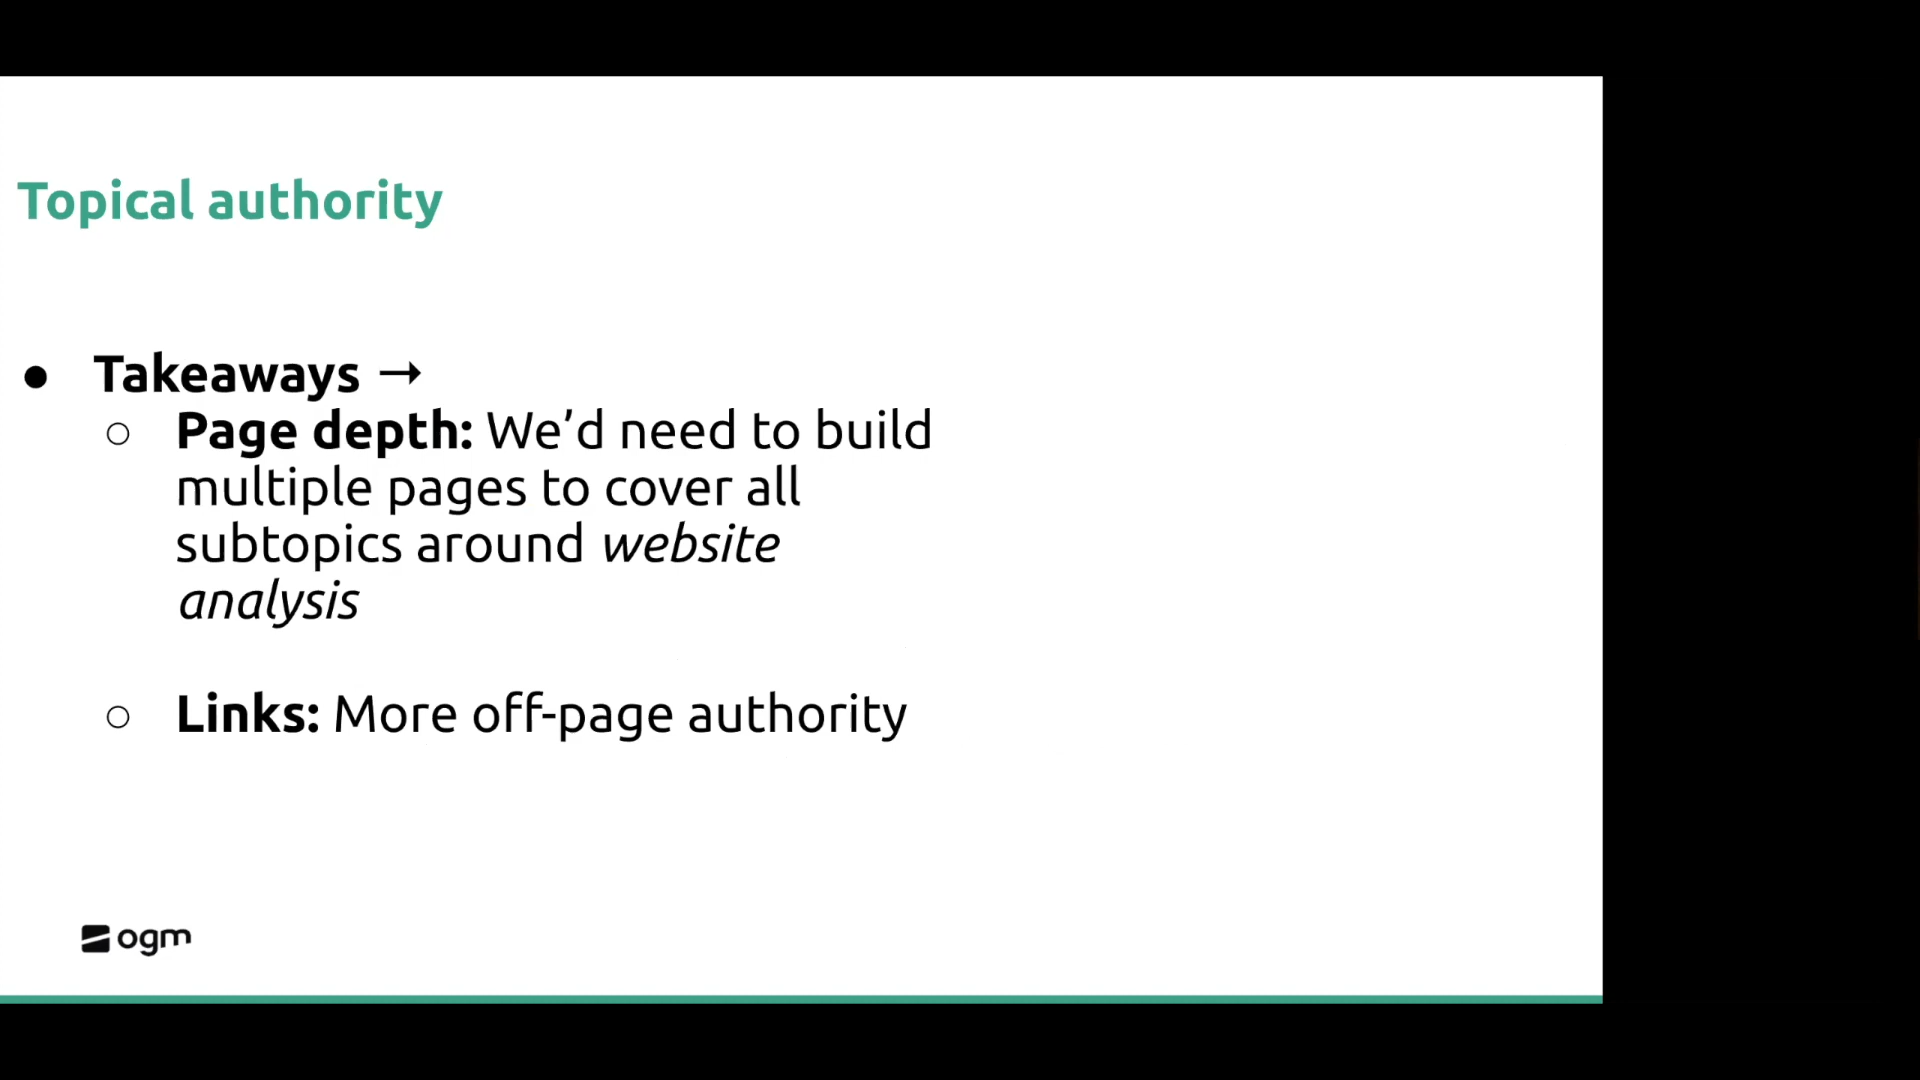 Topical authority
● Takeaways →
○ Page depth: We’d need to build
multiple pages to cover all
subtopics around website
analysis
○ Links: More off-page authority
ogm